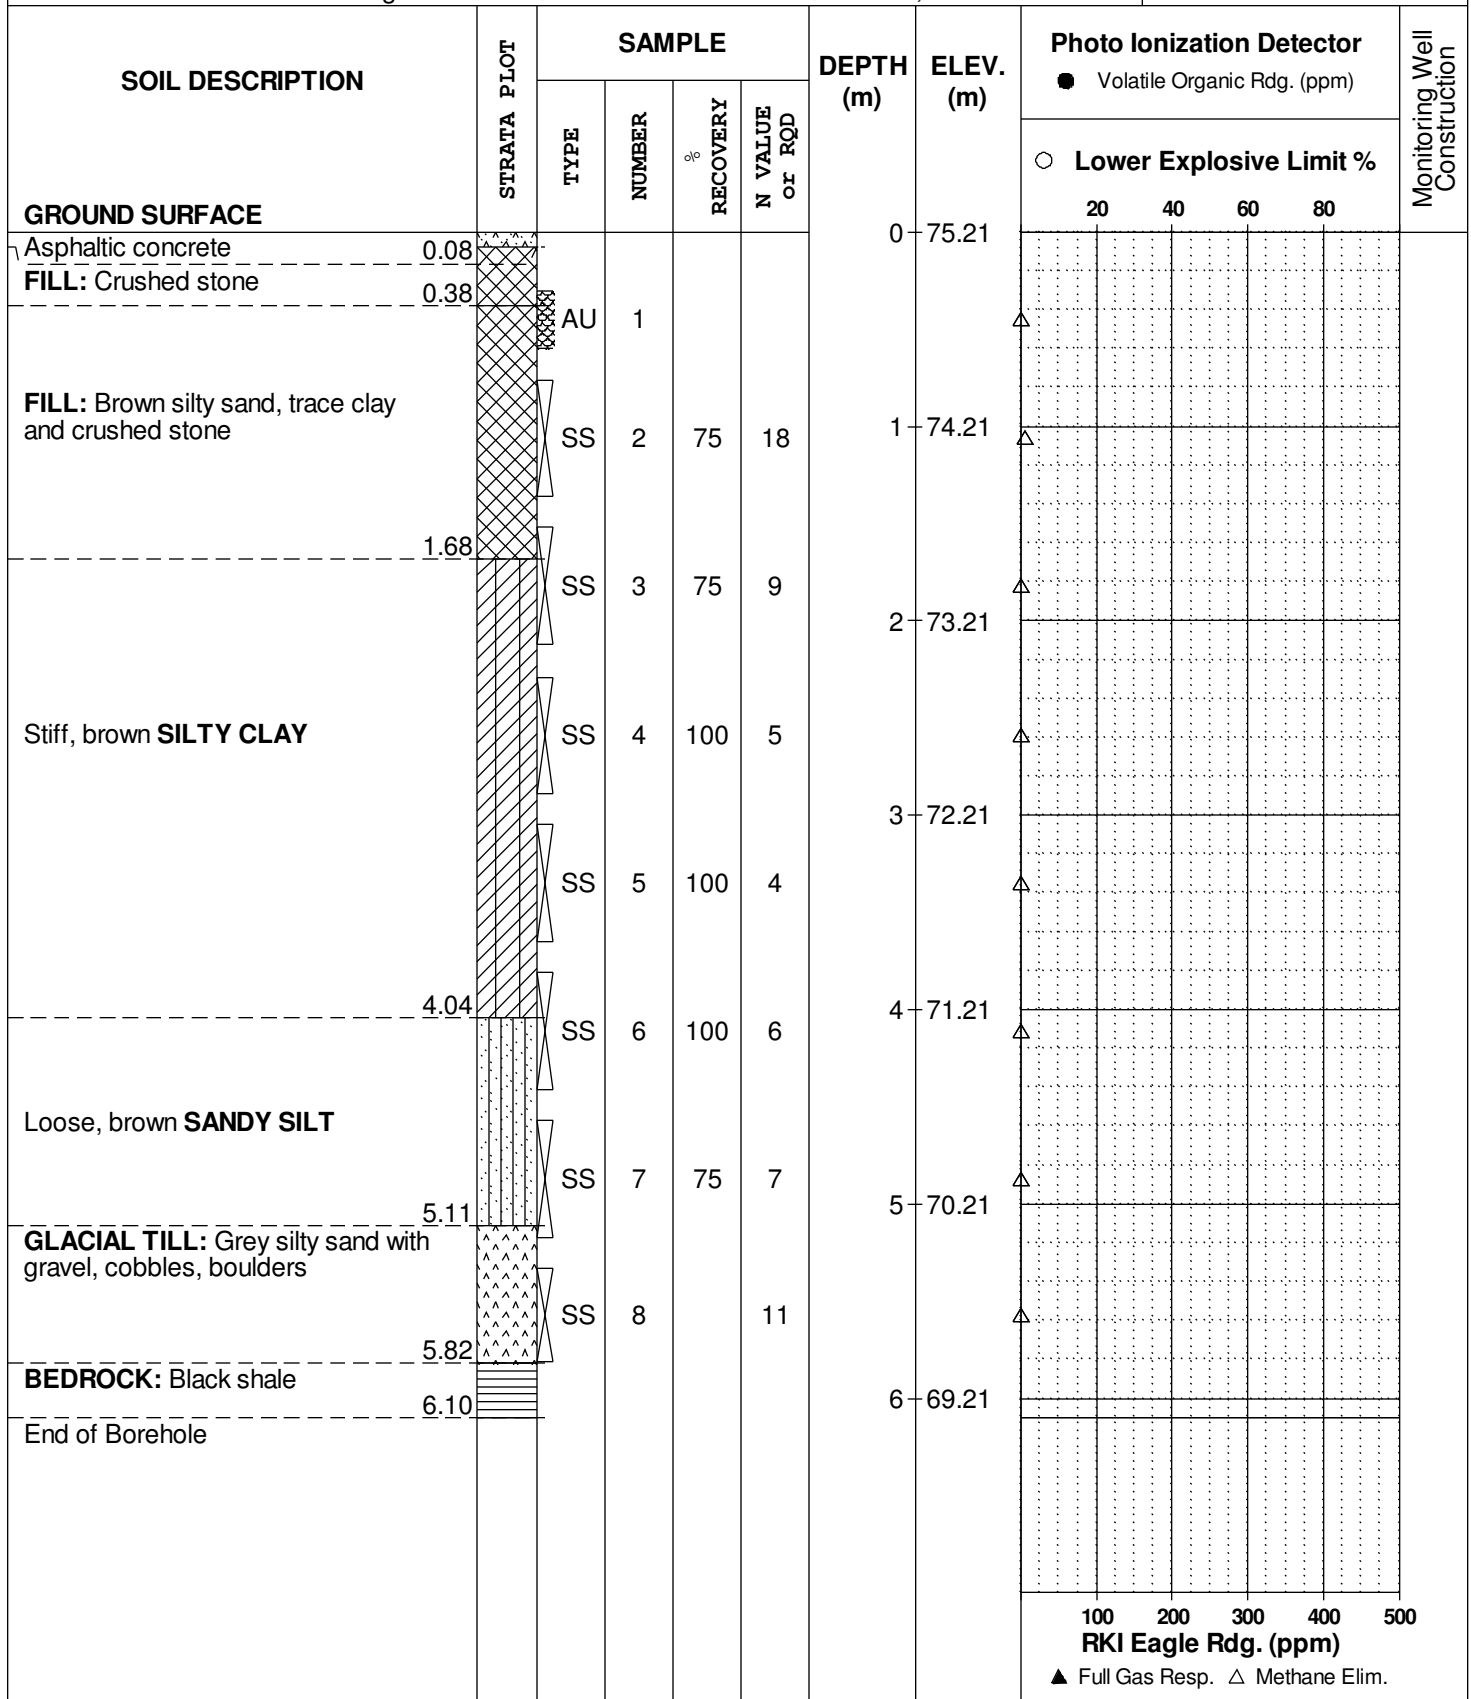 SOIL DESCRIPTION
GROUND SURFACE
STRATA PLOT
SAMPLE
TYPE
NUMBER
%
RECOVERY
N VALUE
or RQD
DEPTH
(m)
ELEV.
(m)
Photo Ionization Detector
● Volatile Organic Rdg. (ppm)
○ Lower Explosive Limit %
20 40 60 80
Monitoring Well
Construction
0 75.21
Asphaltic concrete 0.08
FILL: Crushed stone
0.38
AU 1
FILL: Brown silty sand, trace clay
and crushed stone
1 74.21
SS 2 75 18
1.68
SS 3 75 9
2 73.21
Stiff, brown SILTY CLAY
SS 4 100 5
3 72.21
SS 5 100 4
4.04
4 71.21
SS 6 100 6
Loose, brown SANDY SILT
SS 7 75 7
5.11
5 70.21
GLACIAL TILL: Grey silty sand with
gravel, cobbles, boulders
SS 8 11
5.82
BEDROCK: Black shale
6.10
6 69.21
End of Borehole
100 200 300 400 500
RKI Eagle Rdg. (ppm)
▲ Full Gas Resp. △ Methane Elim.